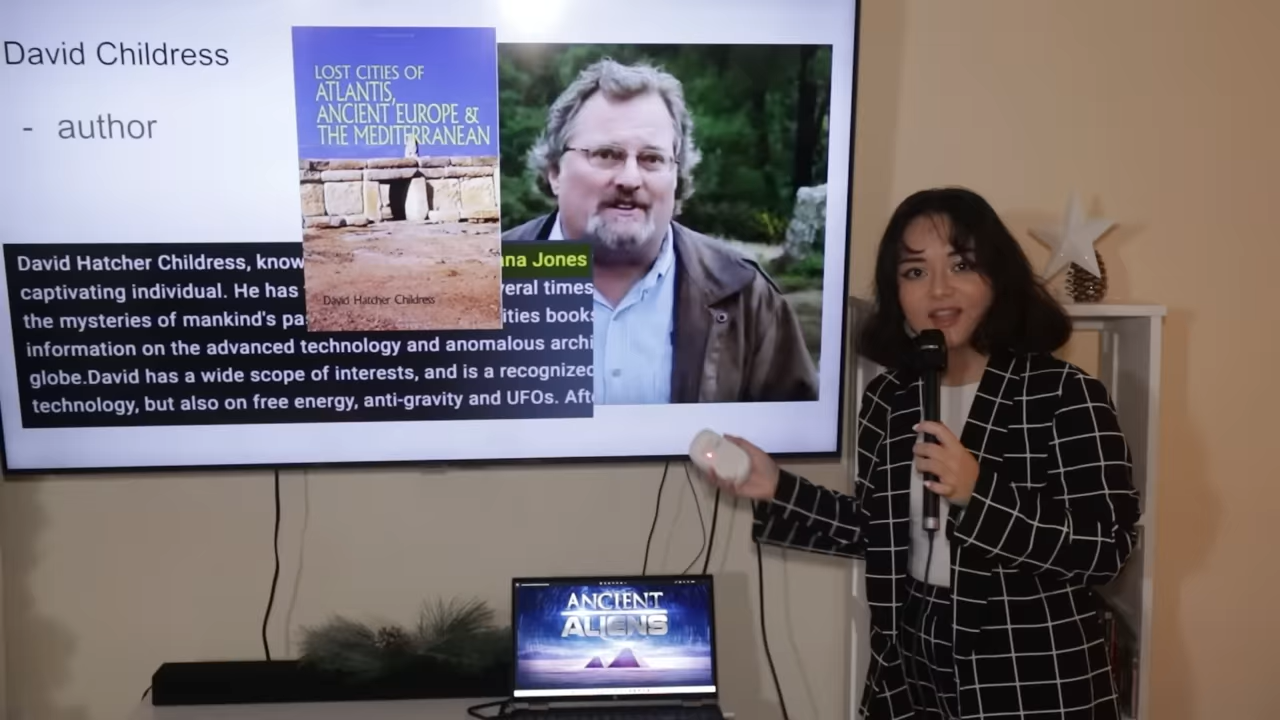 David Childress
- author
LOST CITIES OF
ATLANTIS,
ANCIENT EUROPE &
THE MEDITERRANEAN
David Hatcher Childress
David Hatcher Childress, know
na Jones
captivating individual. He has
veral times
the mysteries of mankind's pa
ities books
information on the advanced technology and anomalous archi
globe.David has a wide scope of interests, and is a recognized
technology, but also on free energy, anti-gravity and UFOs. Aft
ANCIENT
ALIENS